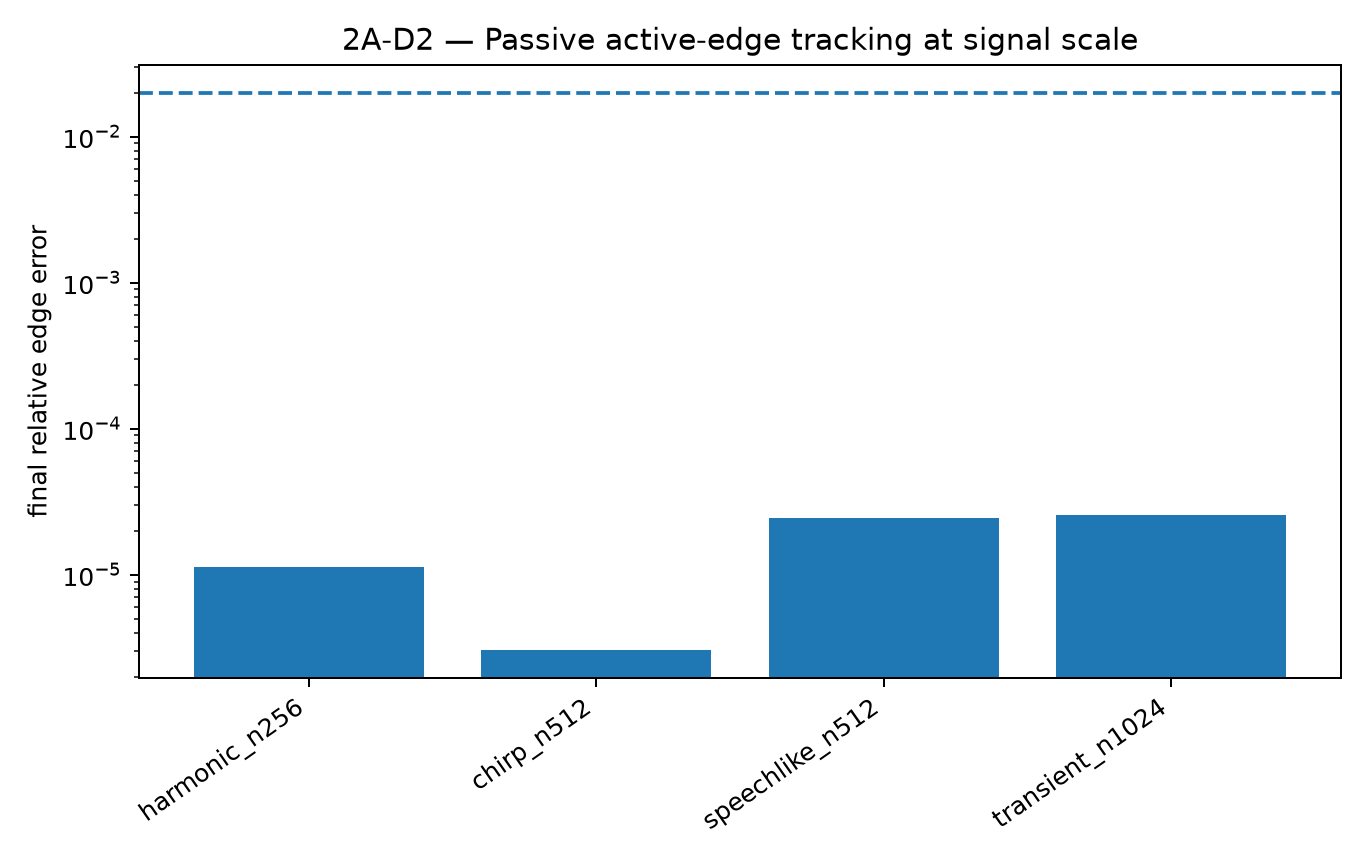 2A-D2 — Passive active-edge tracking at signal scale
final relative edge error
10⁻²
10⁻³
10⁻⁴
10⁻⁵
harmonic_n256
chirp_n512
speechlike_n512
transient_n1024